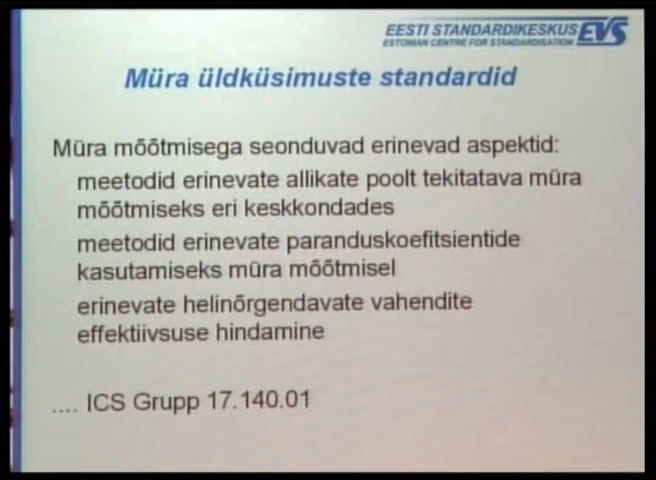 EESTI STANDARDIKESKUS EVS
ESTONIAN CENTRE FOR STANDARDISATION
Müra üldküsimuste standardid
Müra mõõtmisega seonduvad erinevad aspektid:
meetodid erinevate allikate poolt tekitatava müra
mõõtmiseks eri keskkondades
meetodid erinevate paranduskoefitsientide
kasutamiseks müra mõõtmisel
erinevate helinõrgendavate vahendite
effektiivsuse hindamine
.... ICS Grupp 17.140.01